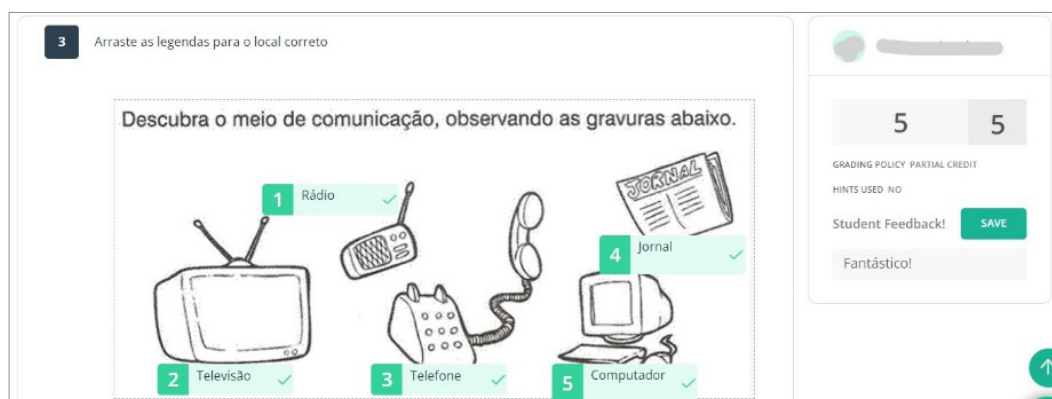 3 Arraste as legendas para o local correto
Descubra o meio de comunicação, observando as gravuras abaixo.
1 Rádio
JORNAL
4 Jornal
2 Televisão
3 Telefone
5 Computador
5 5
GRADING POLICY PARTIAL CREDIT
HINTS USED NO
Student Feedback! SAVE
Fantástico!